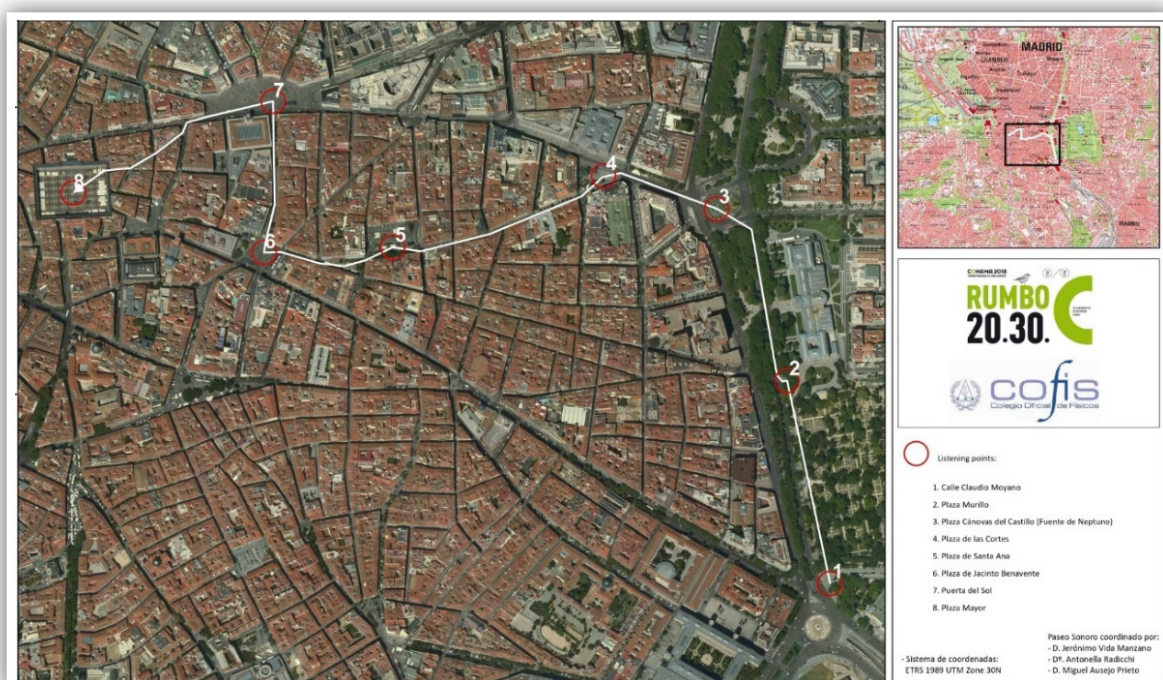 7
8
4
3
5
6
2
1
MADRID
MADRID
CONAMA 2018
RUMBO
20.30.
cofis
Colegio Oficial de Físicos
Listening points:
1. Calle Claudio Moyano
2. Plaza Murillo
3. Plaza Cánovas del Castillo (Fuente de Neptuno)
4. Plaza de las Cortes
5. Plaza de Santa Ana
6. Plaza de Jacinto Benavente
7. Puerta del Sol
8. Plaza Mayor
Paseo Sonoro coordinado por:
- D. Jerónimo Vida Manzano
- Dª. Antonella Radicchi
- D. Miguel Ausejo Prieto
- Sistema de coordenadas:
ETRS 1989 UTM Zone 30N